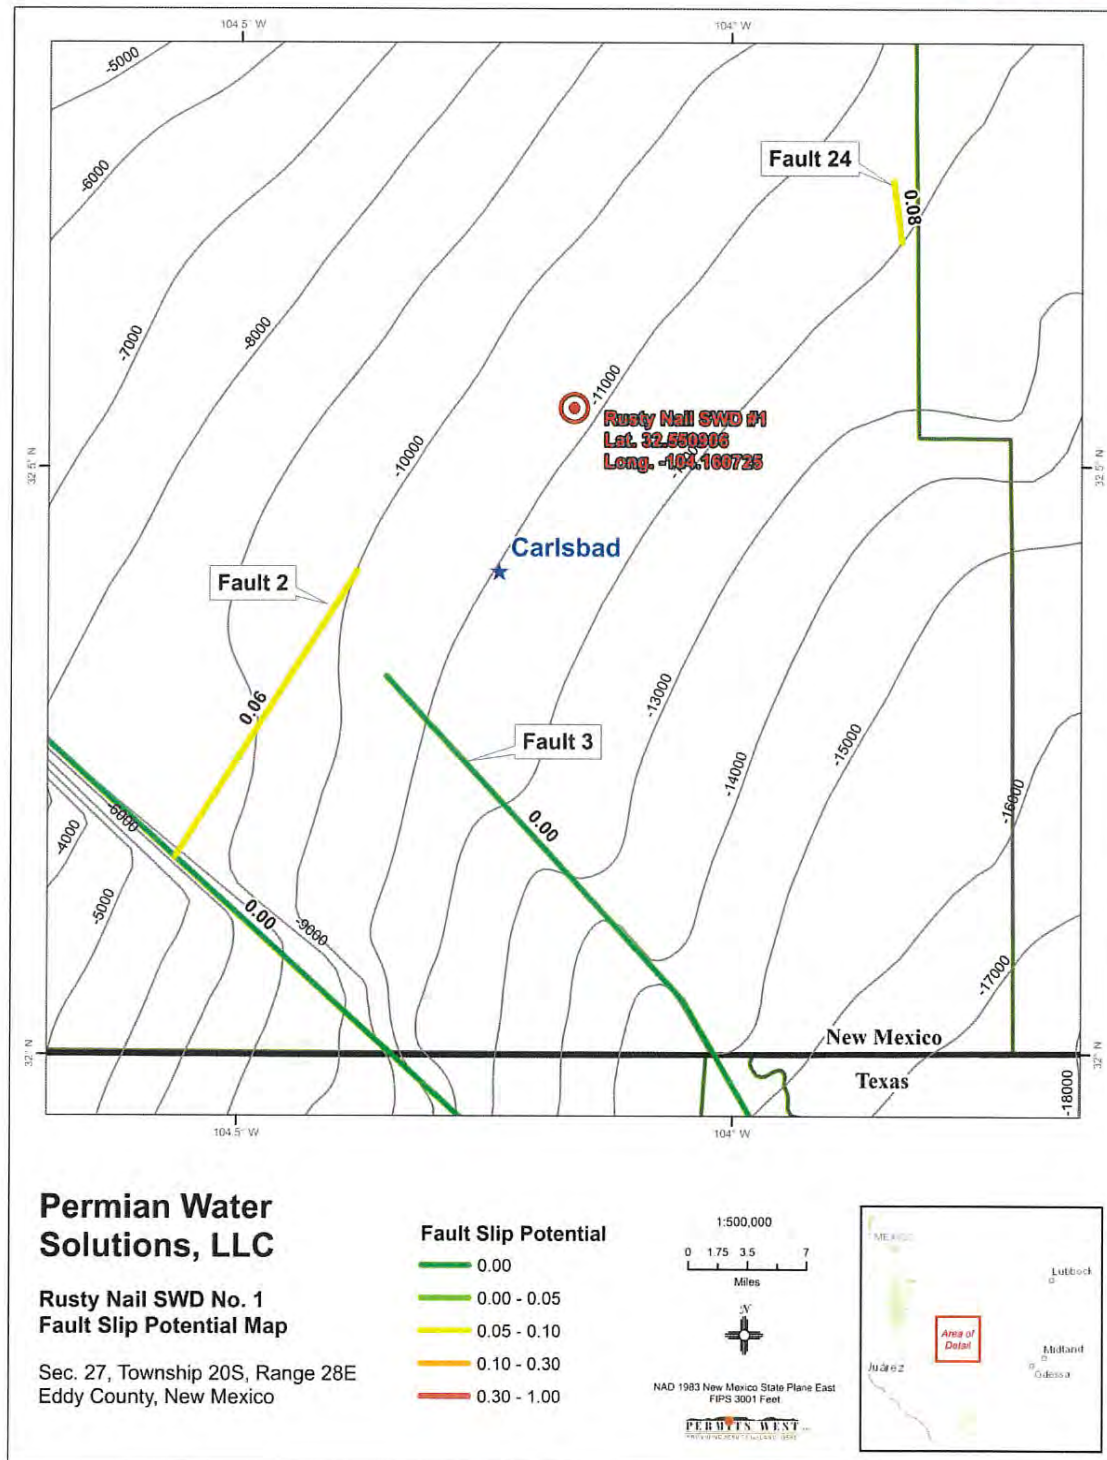 104.5° W
104° W
-5000
-6000
Fault 24
0.08
-7000
-8000
-11000
Rusty Nail SWD #1
Lat. 32.550906
Long. -104.160725
-10000
32.5° N
32.5° N
Carlsbad
Fault 2
0.06
-13000
Fault 3
-14000
-15000
-16000
-6000
-4000
0.00
-5000
0.00
-9000
-17000
New Mexico
32° N
32° N
Texas
-18000
104.5° W
104° W
Permian Water
Solutions, LLC
Rusty Nail SWD No. 1
Fault Slip Potential Map
Sec. 27, Township 20S, Range 28E
Eddy County, New Mexico
Fault Slip Potential
0.00
0.00 - 0.05
0.05 - 0.10
0.10 - 0.30
0.30 - 1.00
1:500,000
0 1.75 3.5 7
Miles
N
NAD 1983 New Mexico State Plane East
FIPS 3001 Feet
PERMITS WEST
MEXICO
Lubbock
Area of
Detail
Midland
Odessa
Juárez